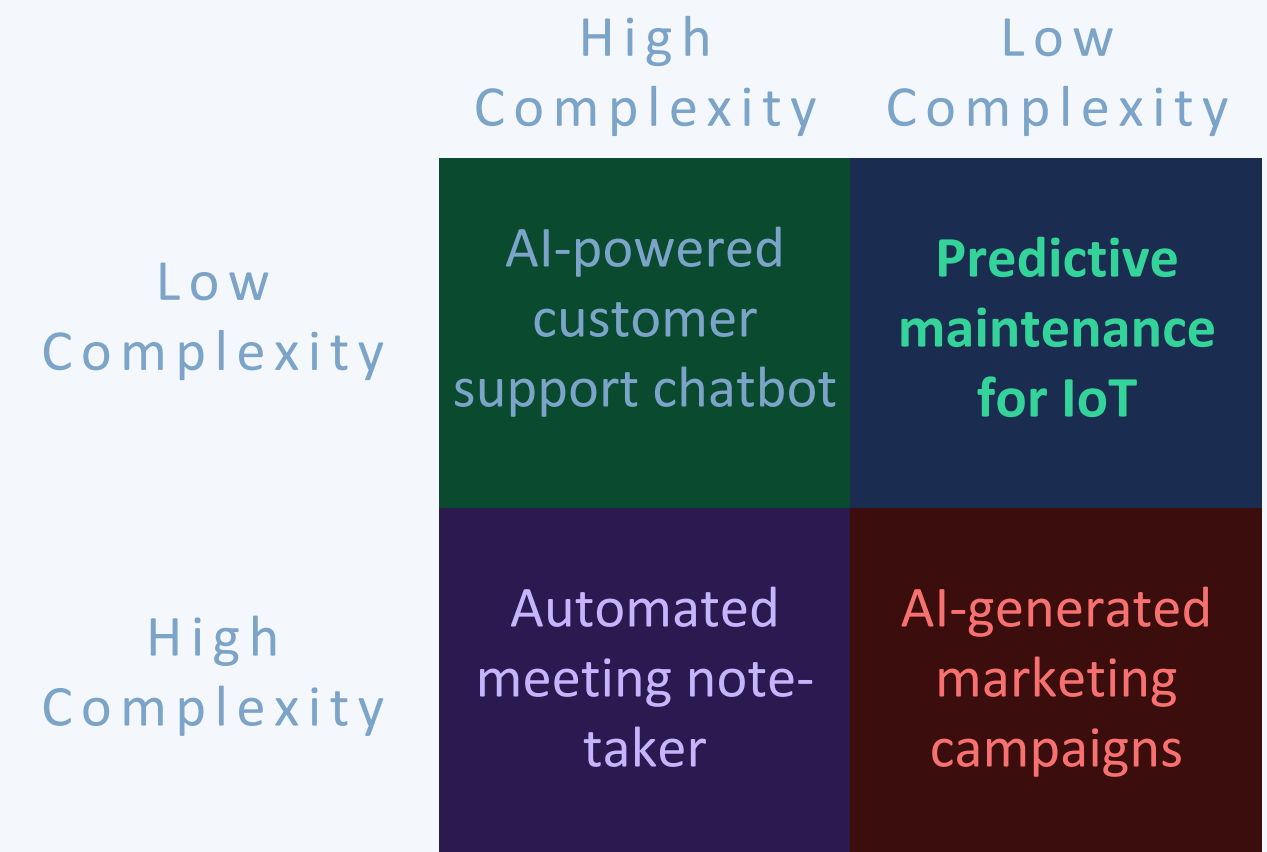 High
Complexity
Low
Complexity
Low
Complexity
AI-powered
customer
support chatbot
Predictive
maintenance
for IoT
High
Complexity
Automated
meeting note-
taker
AI-generated
marketing
campaigns